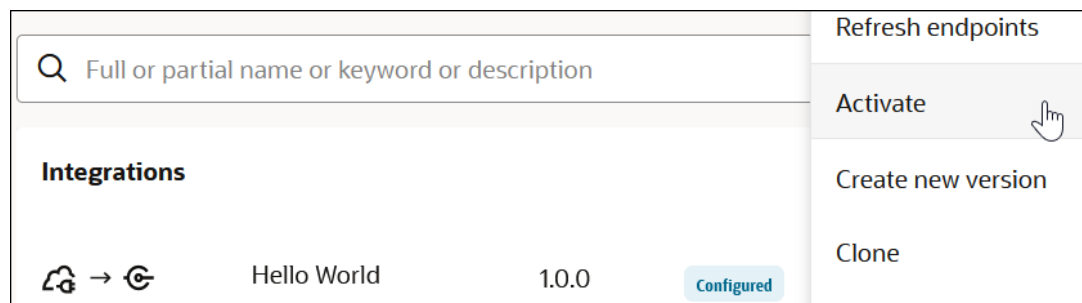 Refresh endpoints
Full or partial name or keyword or description
Activate
Integrations
Create new version
Clone
Hello World 1.0.0 Configured